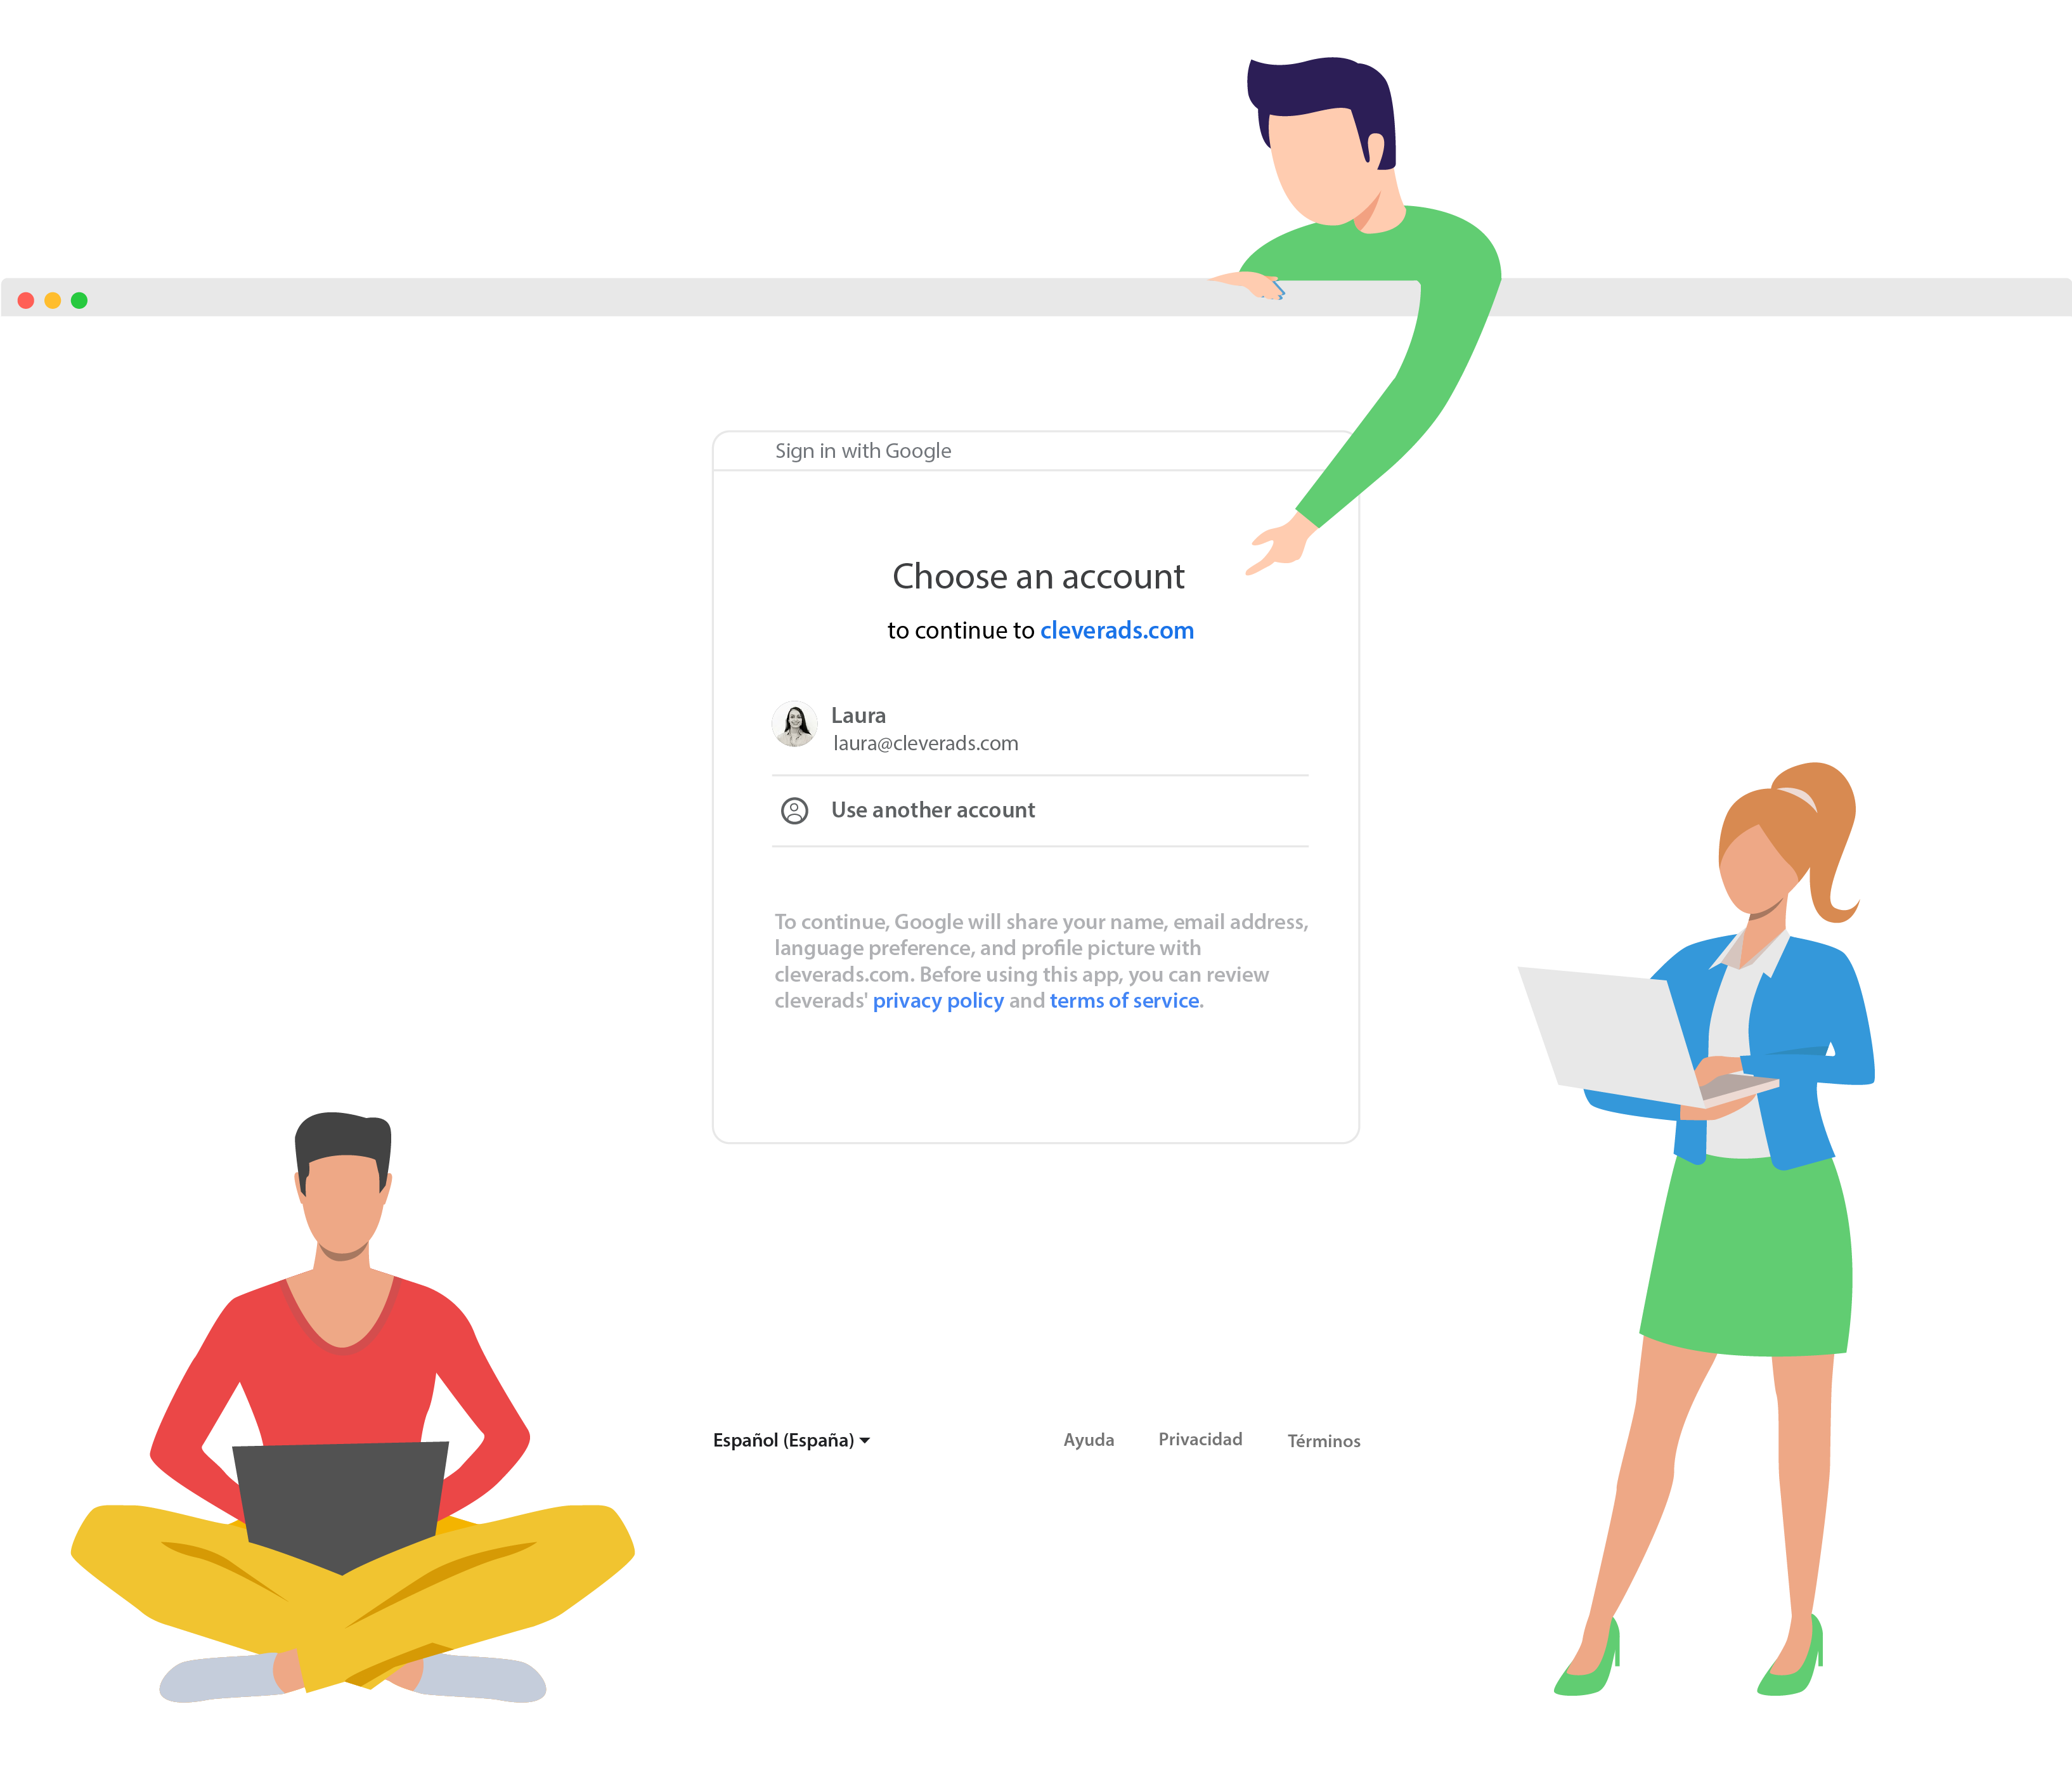 Sign in with Google
Choose an account
to continue to cleverads.com
Laura
laura@cleverads.com
Use another account
To continue, Google will share your name, email address,
language preference, and profile picture with
cleverads.com. Before using this app, you can review
cleverads' privacy policy and terms of service.
Español (España) Ayuda Privacidad Términos